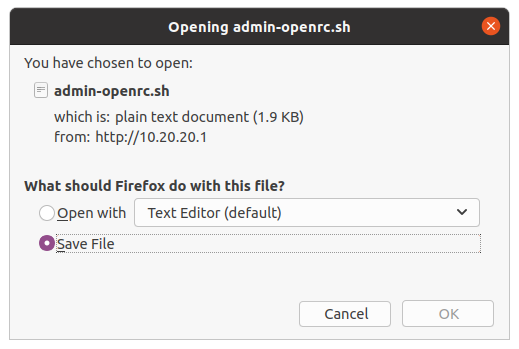 Opening admin-openrc.sh
You have chosen to open:
admin-openrc.sh
which is: plain text document (1.9 KB)
from: http://10.20.20.1
What should Firefox do with this file?
Open with Text Editor (default)
Save File
Cancel OK